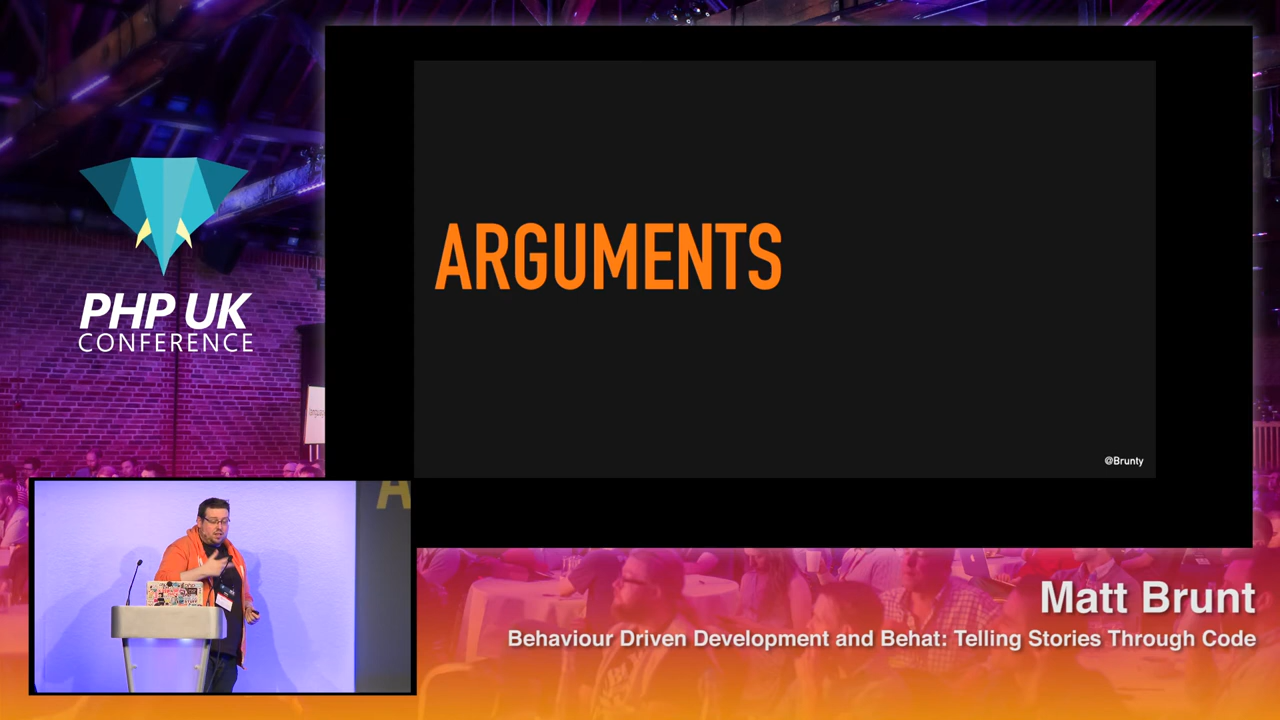 ARGUMENTS
@Brunty
PHP UK
CONFERENCE
Matt Brunt
Behaviour Driven Development and Behat: Telling Stories Through Code